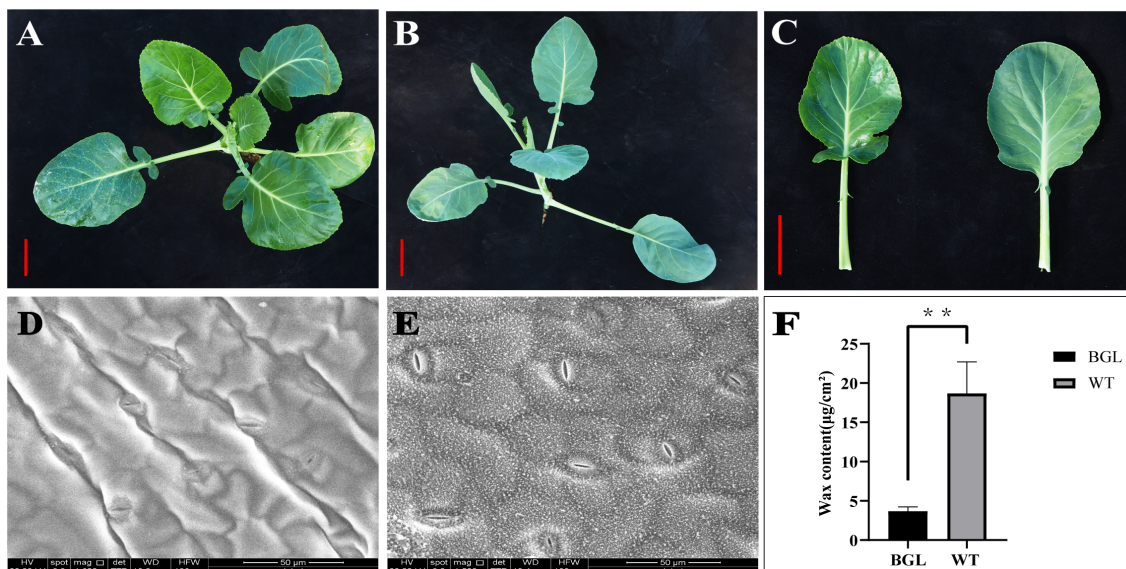 A
B
C
D
HV spot mag □ det WD HFW
50 µm
E
HV spot mag □ det WD HFW
50 µm
F
* *
BGL
WT
Wax content(µg/cm²)
25
20
15
10
5
0
BGL WT